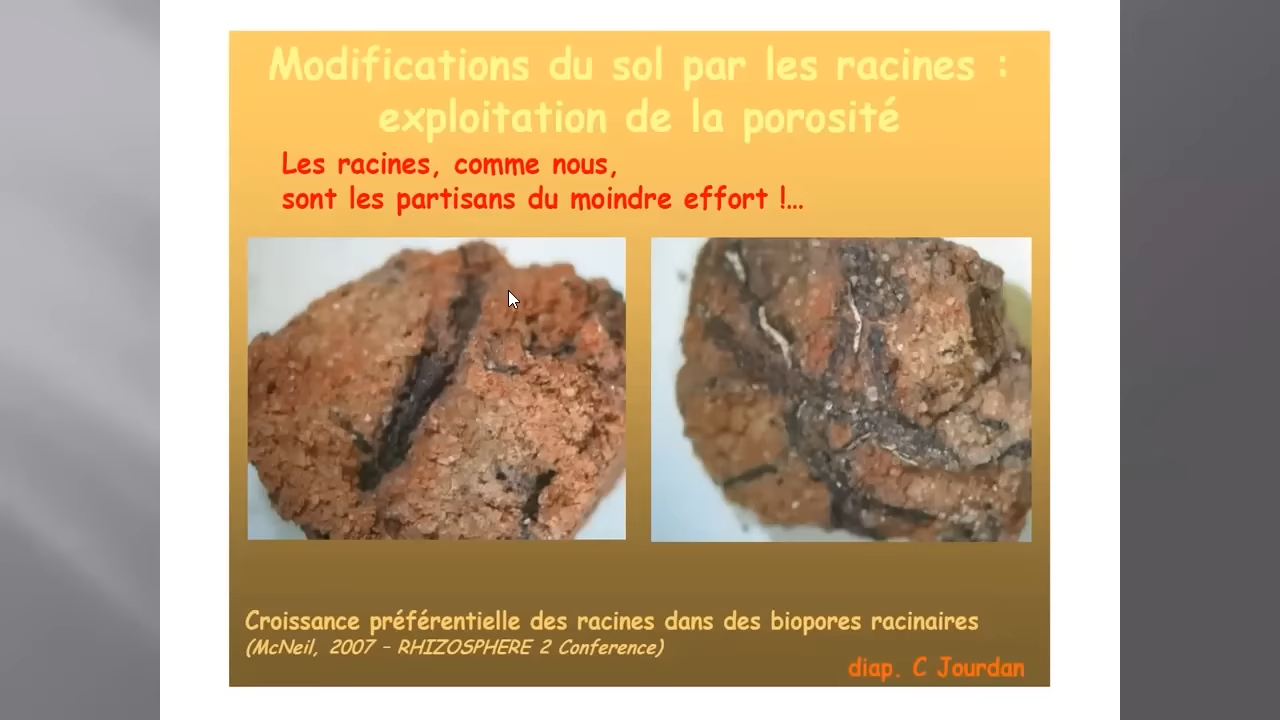 Modifications du sol par les racines :
exploitation de la porosité
Les racines, comme nous,
sont les partisans du moindre effort !...
Croissance préférentielle des racines dans des biopores racinaires
(McNeil, 2007 – RHIZOSPHERE 2 Conference)
diap. C Jourdan